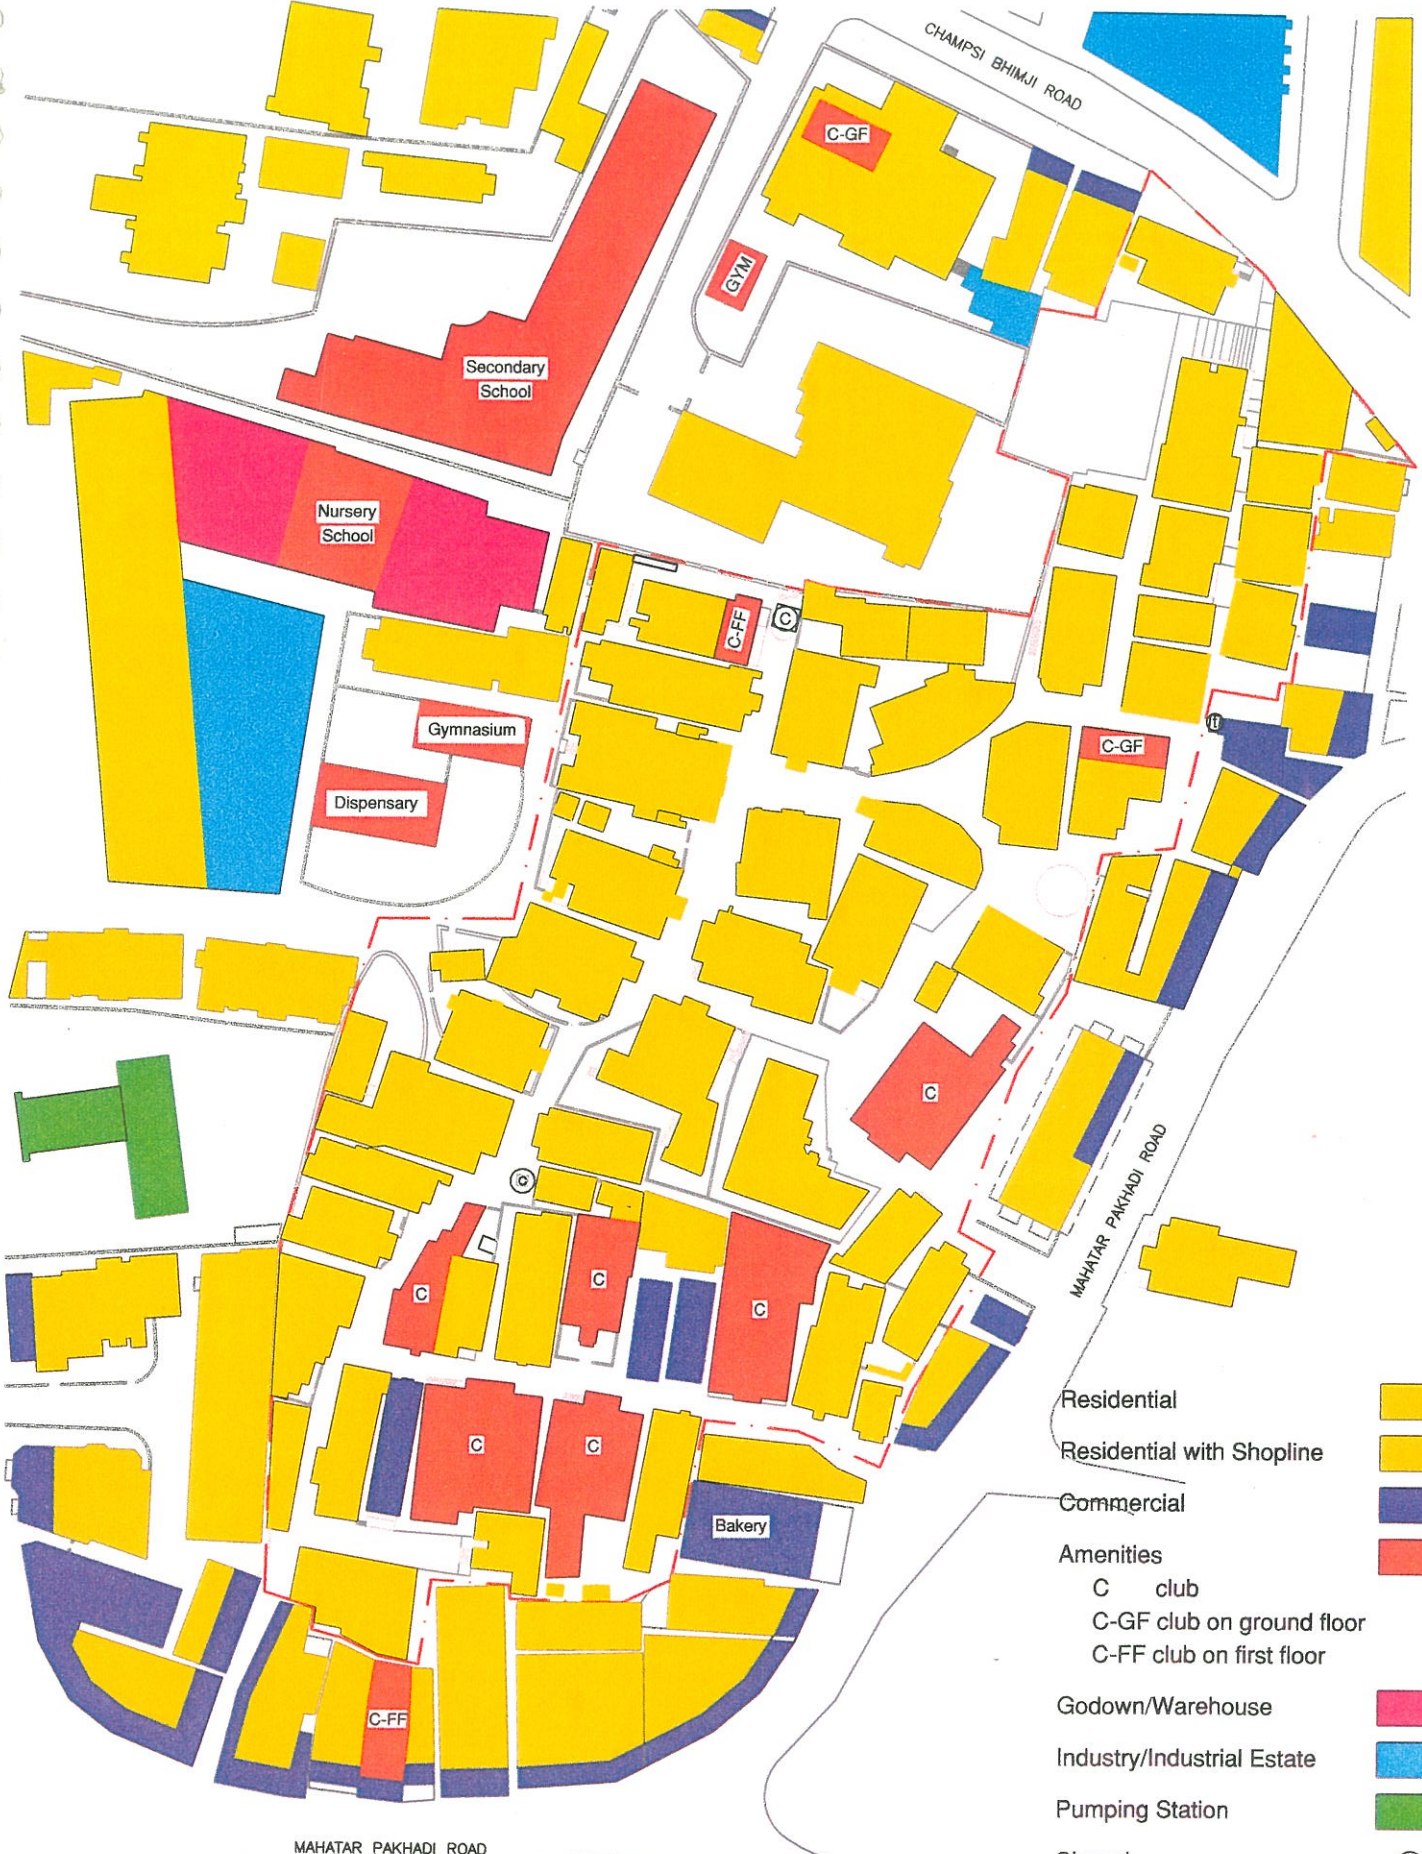 CHAMPSI BHIMJI ROAD
C-GF
GYM
Secondary
School
Nursery
School
C-FF
C
Gymnasium
C-GF
Dispensary
C
MAHATAR PAKHADI ROAD
C
C
C
C
C
C
Bakery
C-FF
MAHATAR PAKHADI ROAD
Residential
Residential with Shopline
Commercial
Amenities
C club
C-GF club on ground floor
C-FF club on first floor
Godown/Warehouse
Industry/Industrial Estate
Pumping Station